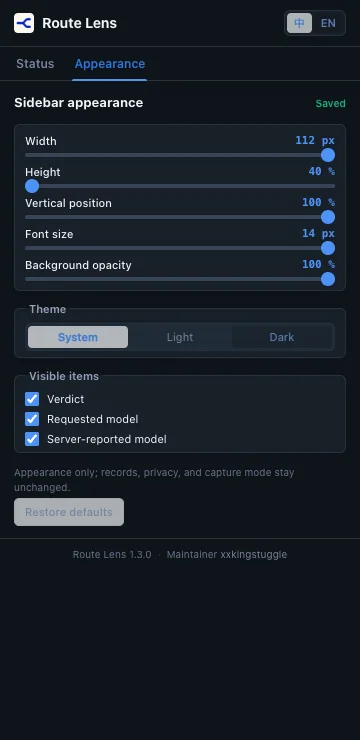 Route Lens
中 EN
Status Appearance
Sidebar appearance Saved
Width 112 px
Height 40 %
Vertical position 100 %
Font size 14 px
Background opacity 100 %
Theme
System Light Dark
Visible items
Verdict
Requested model
Server-reported model
Appearance only; records, privacy, and capture mode stay
unchanged.
Restore defaults
Route Lens 1.3.0 · Maintainer xxkingstuggle